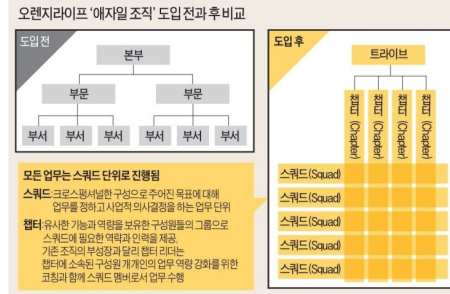 오렌지라이프 ‘애자일 조직’ 도입 전과 후 비교
도입 전
본부
부문 부문
부서 부서 부서 부서 부서 부서
모든 업무는 스쿼드 단위로 진행됨
스쿼드:크로스펑셔널한 구성으로 주어진 목표에 대해
업무를 정하고 사업적 의사결정을 하는 업무 단위
챕터:유사한 기능과 역량을 보유한 구성원들의 그룹으로
스쿼드에 필요한 역략과 인력을 제공.
기존 조직의 부성장과 달리 챕터 리더는
챕터에 소속된 구성원 개개인의 업무 역량 강화를 위한
코칭과 함께 스쿼드 멤버로서 업무 수행
도입 후
트라이브
챕터 (Chapter)
챕터 (Chapter)
챕터 (Chapter)
챕터 (Chapter)
스쿼드(Squad)
스쿼드(Squad)
스쿼드(Squad)
스쿼드(Squad)
스쿼드(Squad)